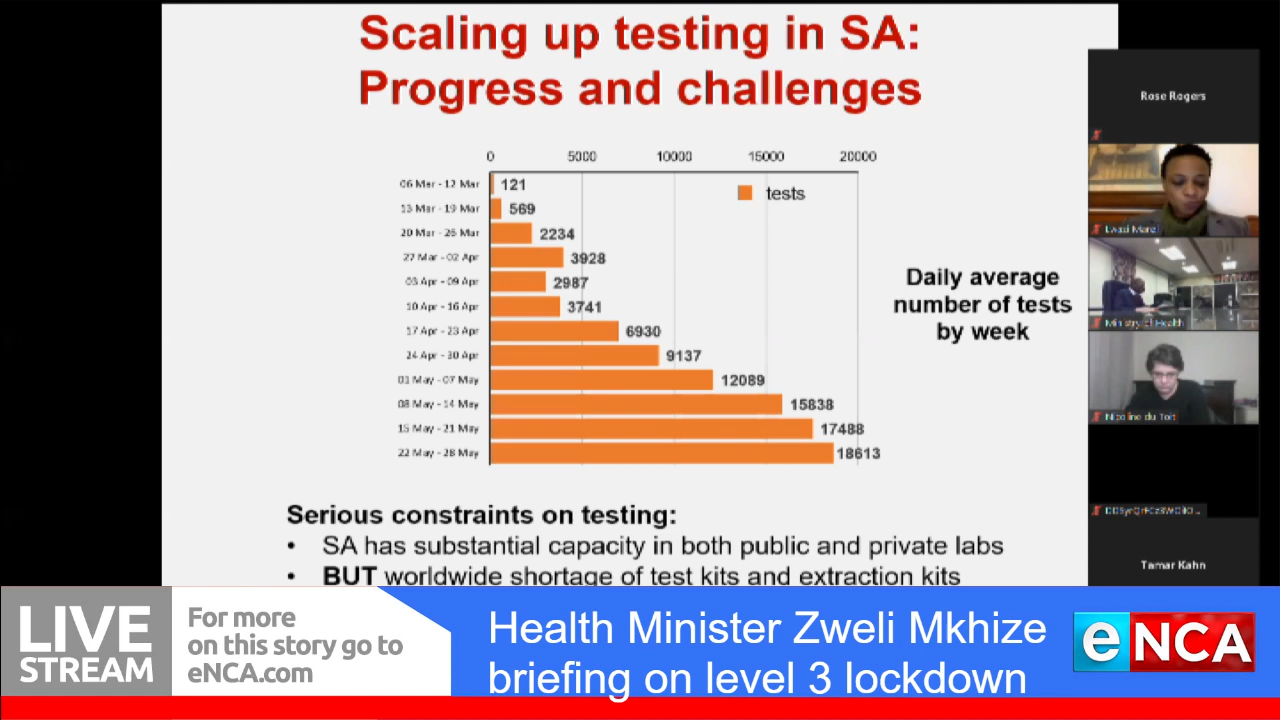 Scaling up testing in SA:
Progress and challenges
0 5000 10000 15000 20000
tests
06 Mar - 12 Mar 121
13 Mar - 19 Mar 569
20 Mar - 26 Mar 2234
27 Mar - 02 Apr 3928
03 Apr - 09 Apr 2987
10 Apr - 16 Apr 3741
17 Apr - 23 Apr 6930
24 Apr - 30 Apr 9137
01 May - 07 May 12089
08 May - 14 May 15838
15 May - 21 May 17488
22 May - 28 May 18613
Daily average
number of tests
by week
Serious constraints on testing:
• SA has substantial capacity in both public and private labs
• BUT worldwide shortage of test kits and extraction kits
Rose Rogers
Lwazi Manzi
Ministry of Health
Nicoline du Toit
Tamar Kahn
LIVE
STREAM
For more
on this story go to
eNCA.com
Health Minister Zweli Mkhize
briefing on level 3 lockdown
eNCA